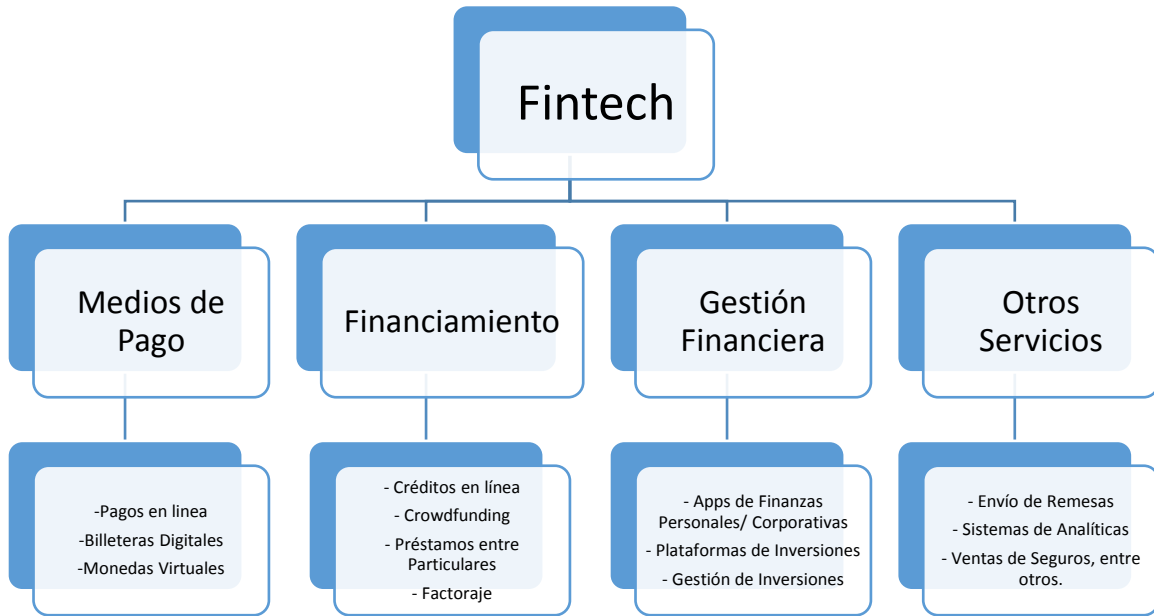 Fintech
Medios de
Pago
Financiamiento
Gestión
Financiera
Otros
Servicios
-Pagos en linea
-Billeteras Digitales
-Monedas Virtuales
- Créditos en línea
- Crowdfunding
- Préstamos entre
Particulares
- Factoraje
- Apps de Finanzas
Personales/ Corporativas
- Plataformas de Inversiones
- Gestión de Inversiones
- Envío de Remesas
- Sistemas de Analíticas
- Ventas de Seguros, entre
otros.